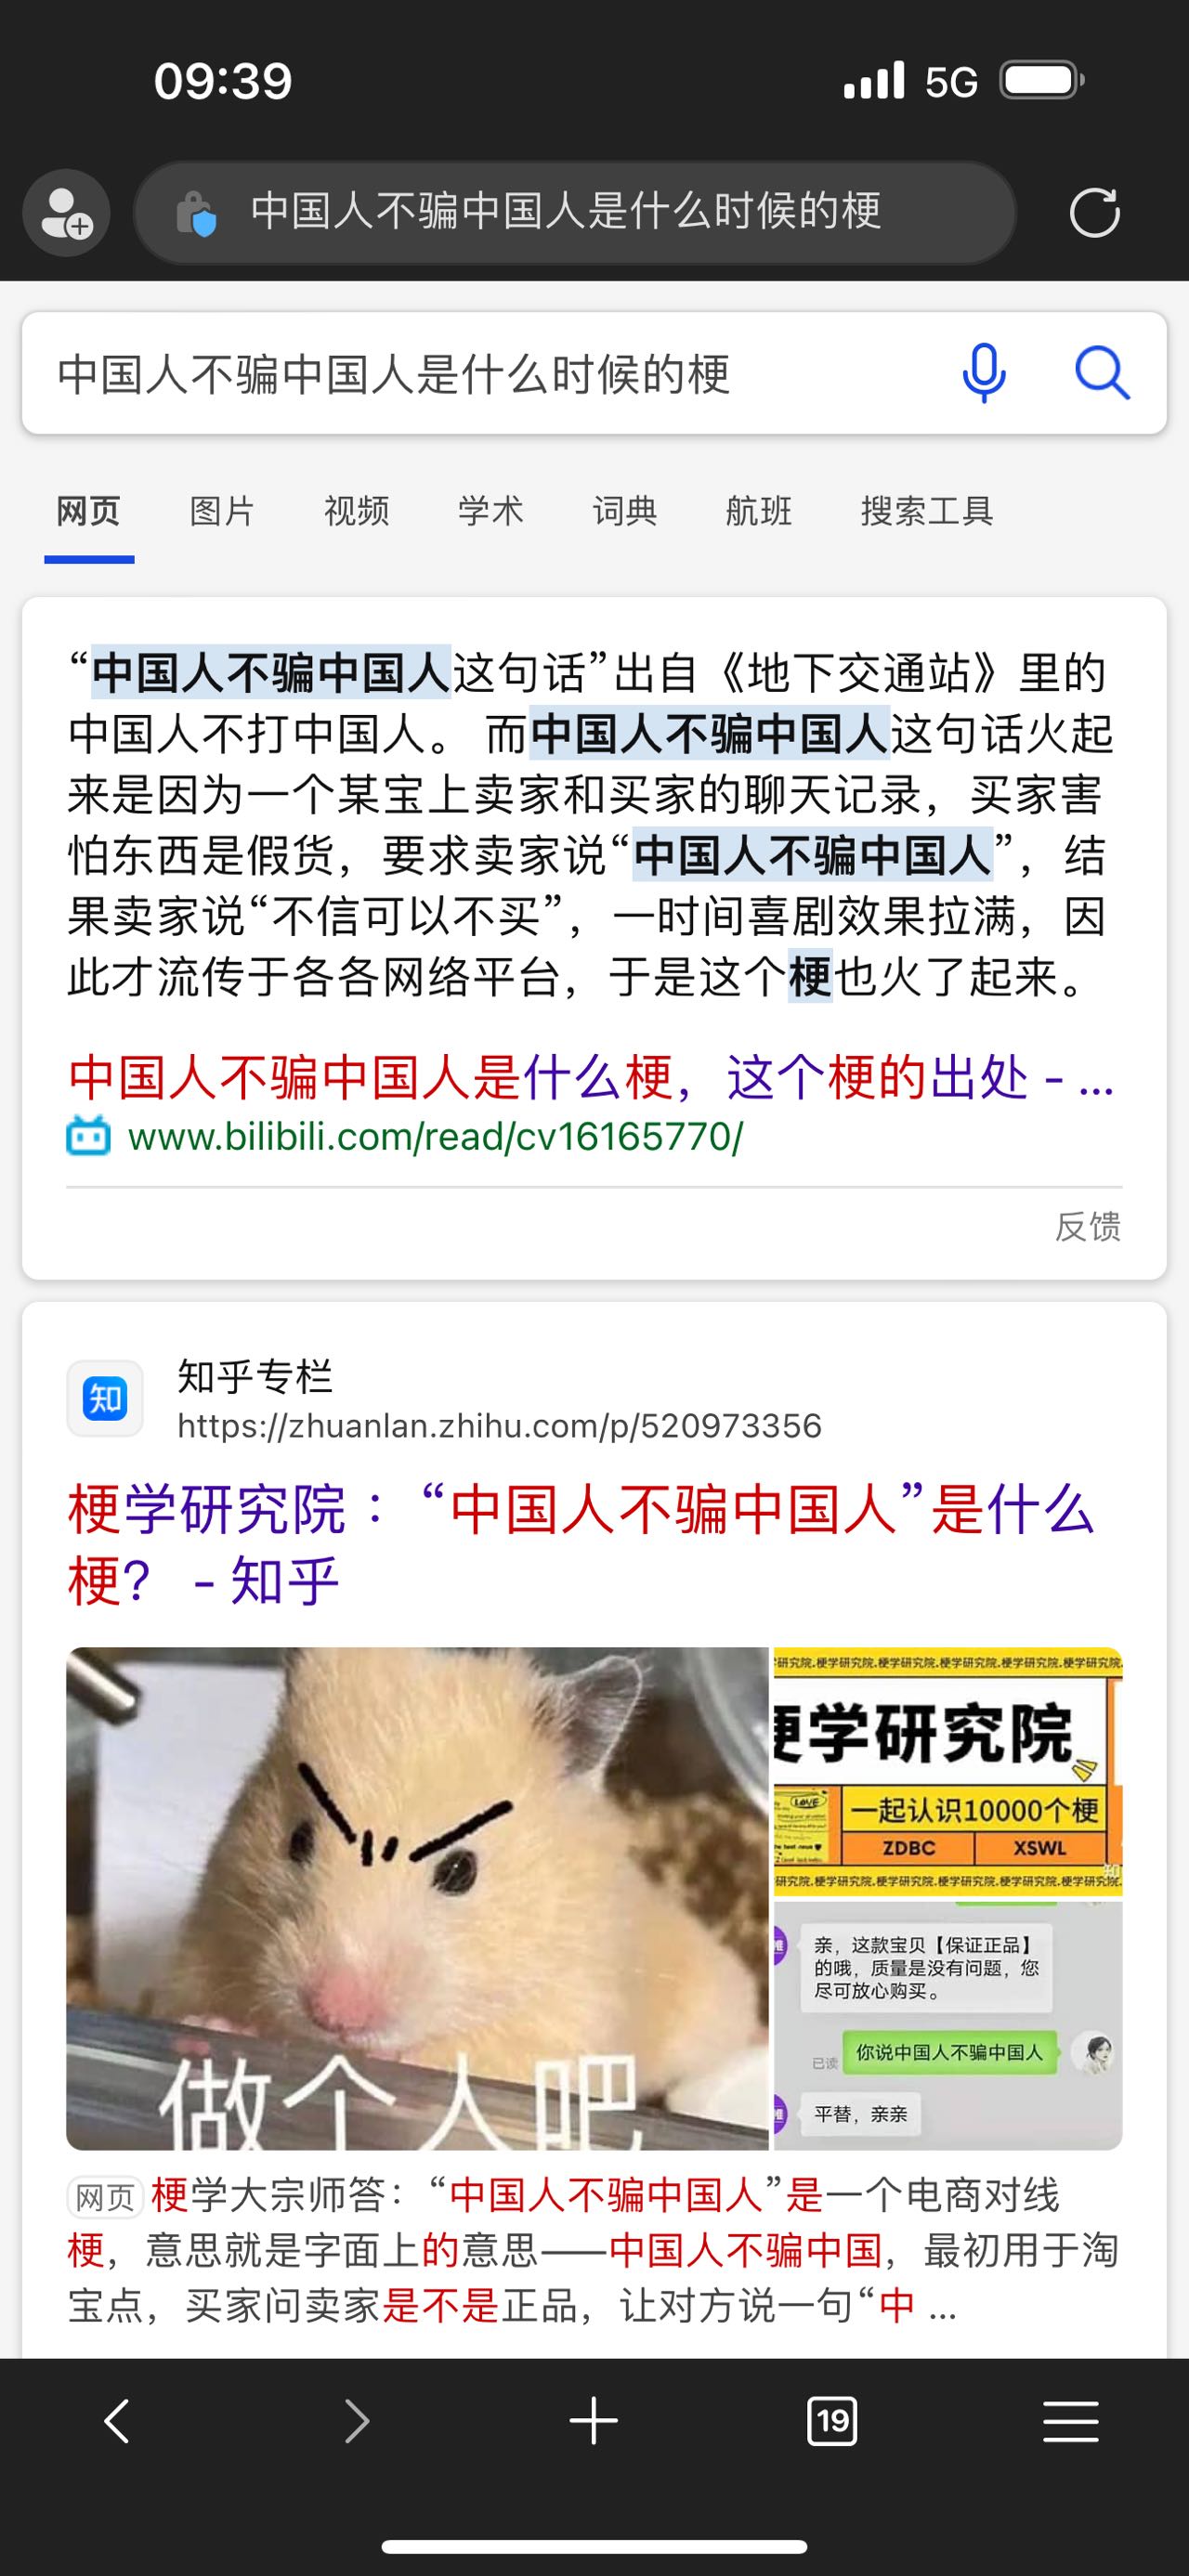 09:39
5G
中国人不骗中国人是什么时候的梗
中国人不骗中国人是什么时候的梗
网页 图片 视频 学术 词典 航班 搜索工具
“中国人不骗中国人这句话”出自《地下交通站》里的
中国人不打中国人。 而中国人不骗中国人这句话火起
来是因为一个某宝上卖家和买家的聊天记录，买家害
怕东西是假货，要求卖家说“中国人不骗中国人”，结
果卖家说“不信可以不买”，一时间喜剧效果拉满，因
此才流传于各各网络平台，于是这个梗也火了起来。
中国人不骗中国人是什么梗，这个梗的出处 - ...
www.bilibili.com/read/cv16165770/
反馈
知
知乎专栏
https://zhuanlan.zhihu.com/p/520973356
梗学研究院 ：“中国人不骗中国人”是什么
梗？ - 知乎
做个人吧
研究院.梗学研究院.梗学研究院.梗学研究院.梗学研究院.梗学研究院.
梗学研究院
LOVE
一起认识10000个梗
ZDBC XSWL
研究院.梗学研究院.梗学研究院.梗学研究院.梗学研究院.梗学研究院.
亲，这款宝贝【保证正品】
的哦，质量是没有问题，您
尽可放心购买。
已读 你说中国人不骗中国人
平替，亲亲
网页 梗学大宗师答：“中国人不骗中国人”是一个电商对线
梗，意思就是字面上的意思——中国人不骗中国，最初用于淘
宝点，买家问卖家是不是正品，让对方说一句“中 ...
19